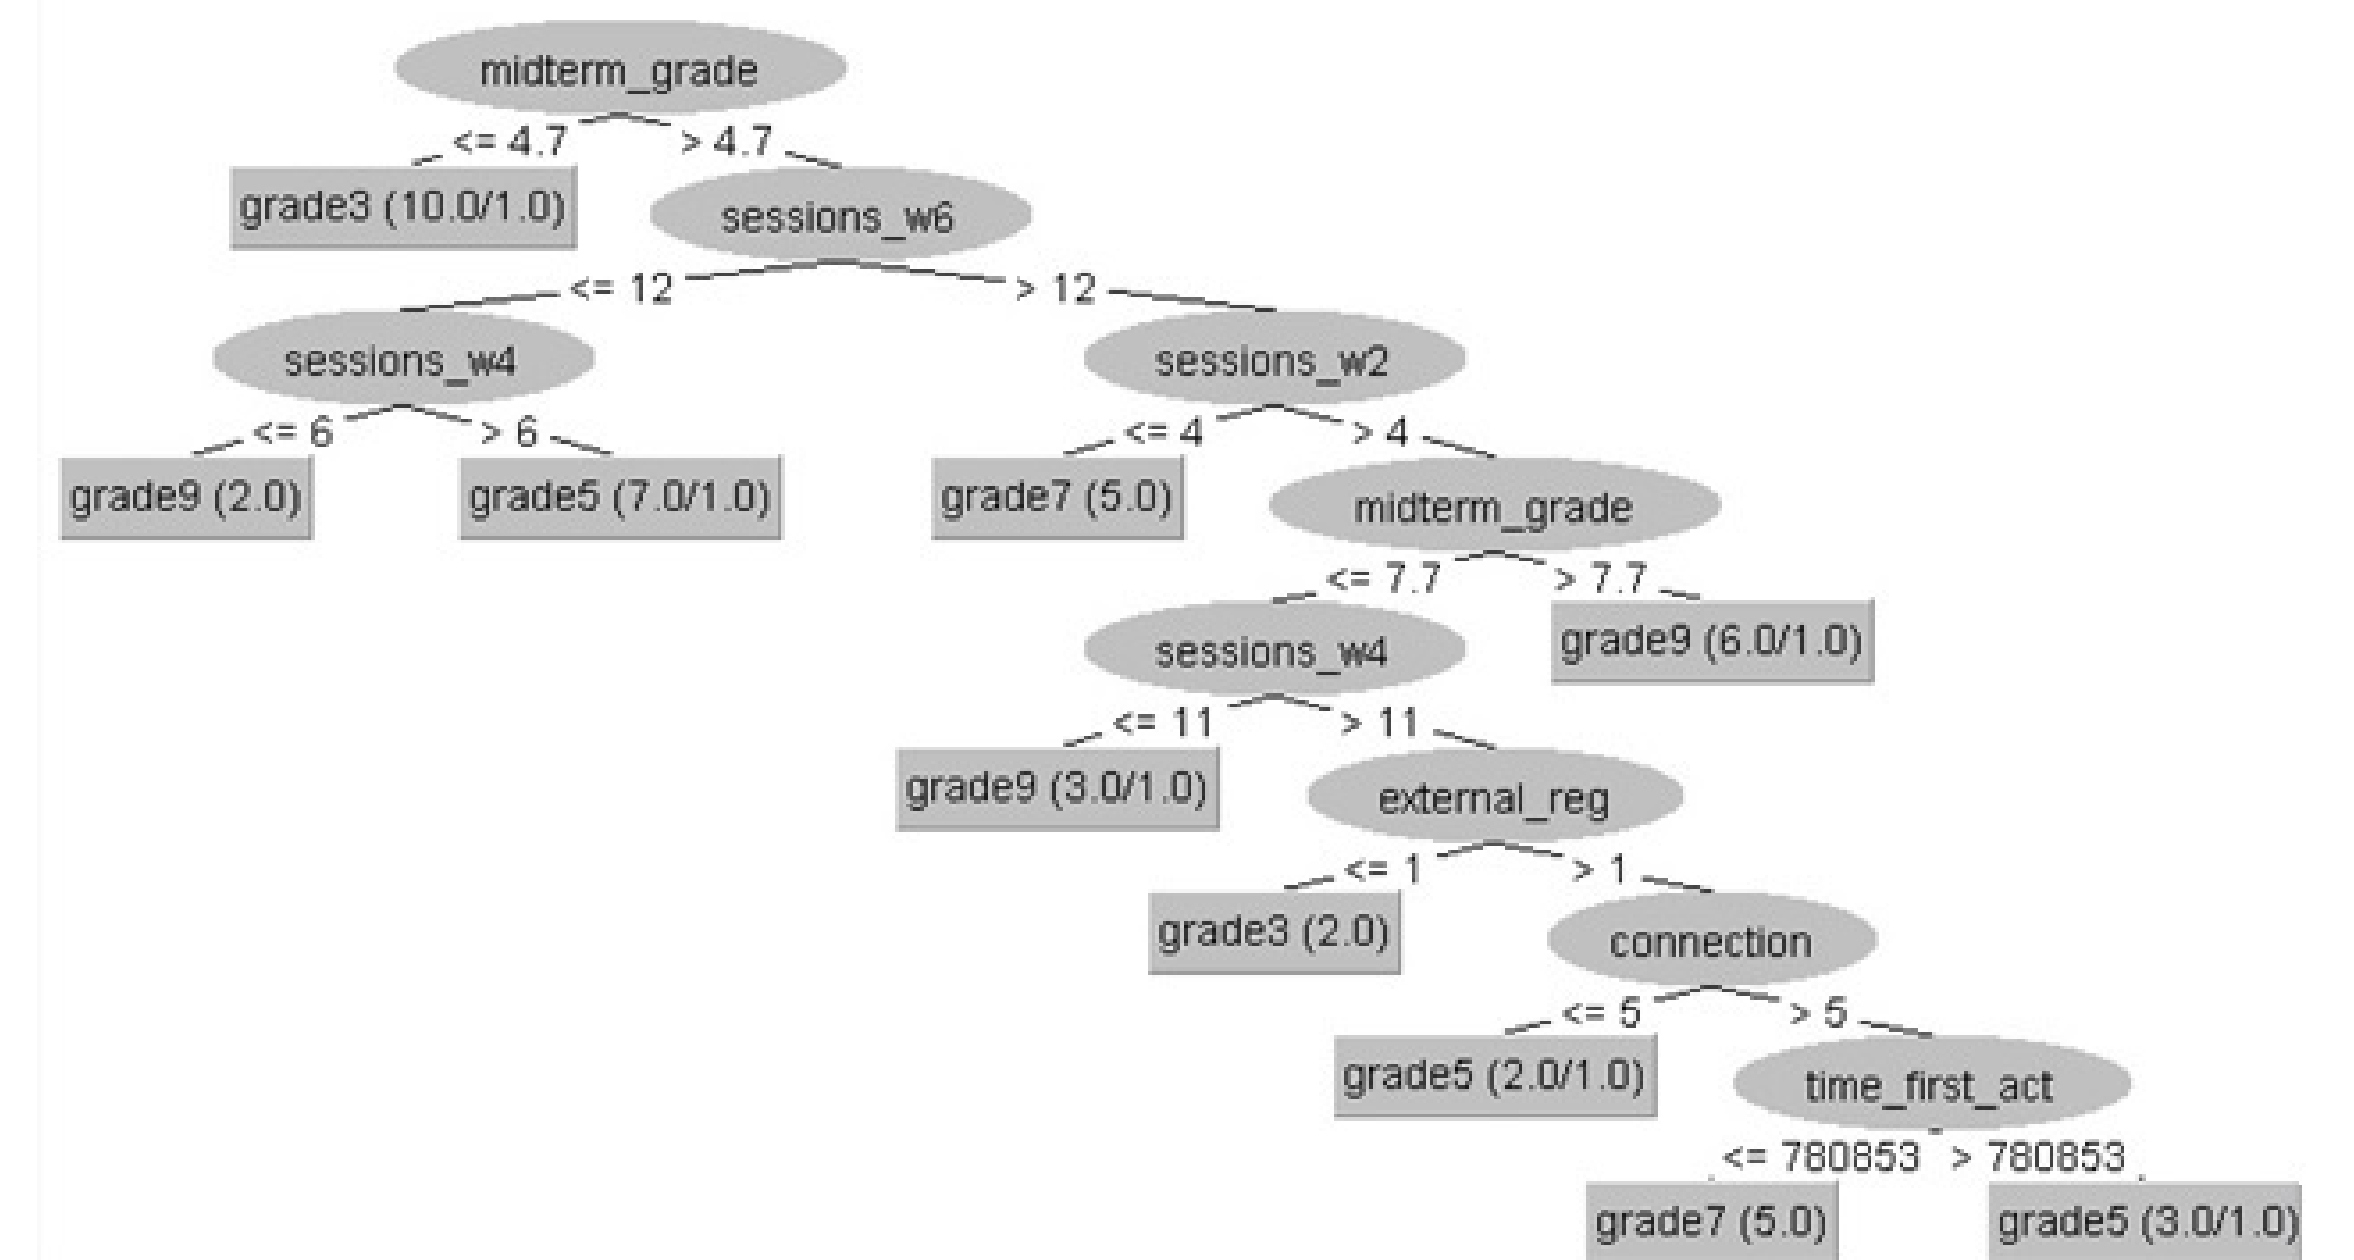 midterm_grade
<= 4.7 > 4.7
grade3 (10.0/1.0) sessions_w6
<= 12 > 12
sessions_w4 sessions_w2
<= 6 > 6 <= 4 > 4
grade9 (2.0) grade5 (7.0/1.0) grade7 (5.0) midterm_grade
<= 7.7 > 7.7
sessions_w4 grade9 (6.0/1.0)
<= 11 > 11
grade9 (3.0/1.0) external_reg
<= 1 > 1
grade3 (2.0) connection
<= 5 > 5
grade5 (2.0/1.0) time_first_act
<= 780853 > 780853
grade7 (5.0) grade5 (3.0/1.0)